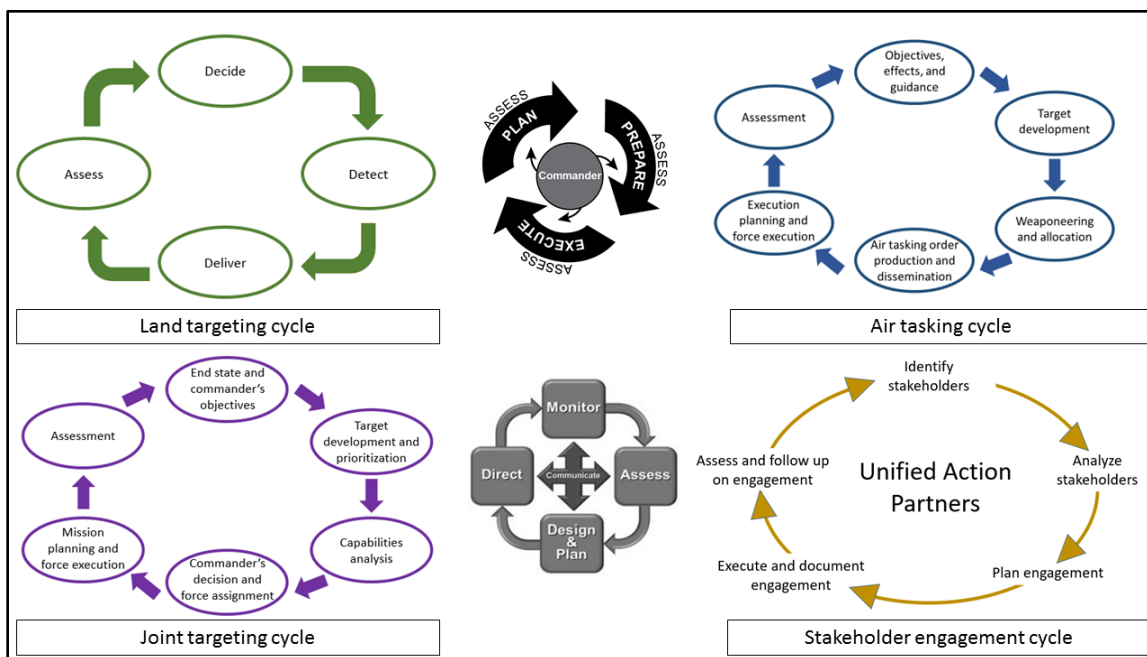 Decide
Detect
Deliver
Assess
Land targeting cycle
ASSESS
PLAN
ASSESS
PREPARE
Commander
EXECUTE
ASSESS
Objectives,
effects, and
guidance
Target
development
Weaponeering
and allocation
Air tasking order
production and
dissemination
Execution
planning and
force execution
Assessment
Air tasking cycle
End state and
commander's
objectives
Target
development and
prioritization
Capabilities
analysis
Commander's
decision and
force assignment
Mission
planning and
force execution
Assessment
Joint targeting cycle
Monitor
Direct
Communicate
Assess
Design
&
Plan
Identify
stakeholders
Analyze
stakeholders
Plan engagement
Execute and document
engagement
Assess and follow up
on engagement
Unified Action
Partners
Stakeholder engagement cycle